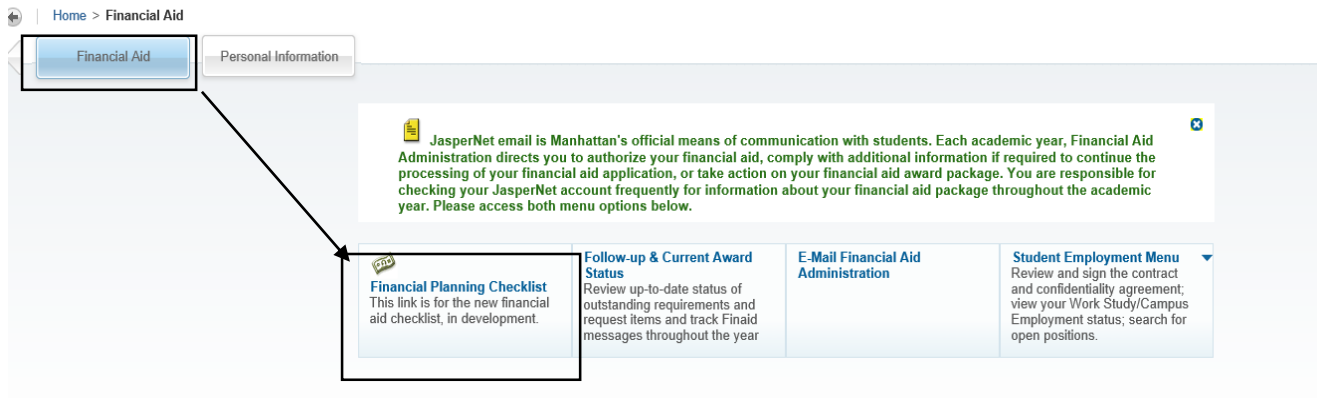 Home > Financial Aid
Financial Aid
Personal Information
JasperNet email is Manhattan's official means of communication with students. Each academic year, Financial Aid
Administration directs you to authorize your financial aid, comply with additional information if required to continue the
processing of your financial aid application, or take action on your financial aid award package. You are responsible for
checking your JasperNet account frequently for information about your financial aid package throughout the academic
year. Please access both menu options below.
Financial Planning Checklist
This link is for the new financial
aid checklist, in development.
Follow-up & Current Award
Status
Review up-to-date status of
outstanding requirements and
request items and track Finaid
messages throughout the year
E-Mail Financial Aid
Administration
Student Employment Menu
Review and sign the contract
and confidentiality agreement;
view your Work Study/Campus
Employment status; search for
open positions.